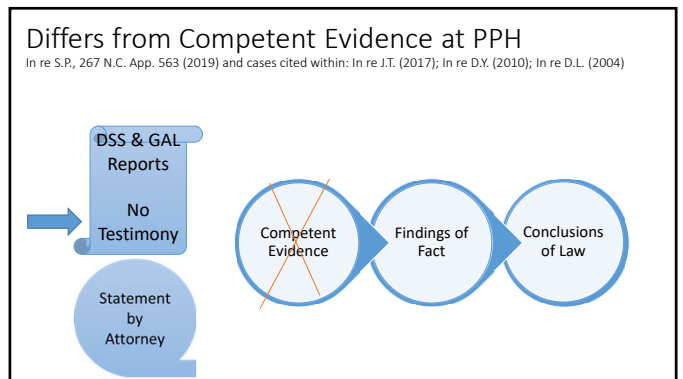 Differs from Competent Evidence at PPH
In re S.P., 267 N.C. App. 563 (2019) and cases cited within: In re J.T. (2017); In re D.Y. (2010); In re D.L. (2004)
DSS & GAL
Reports
No
Testimony
Statement
by
Attorney
Competent
Evidence
Findings of
Fact
Conclusions
of Law